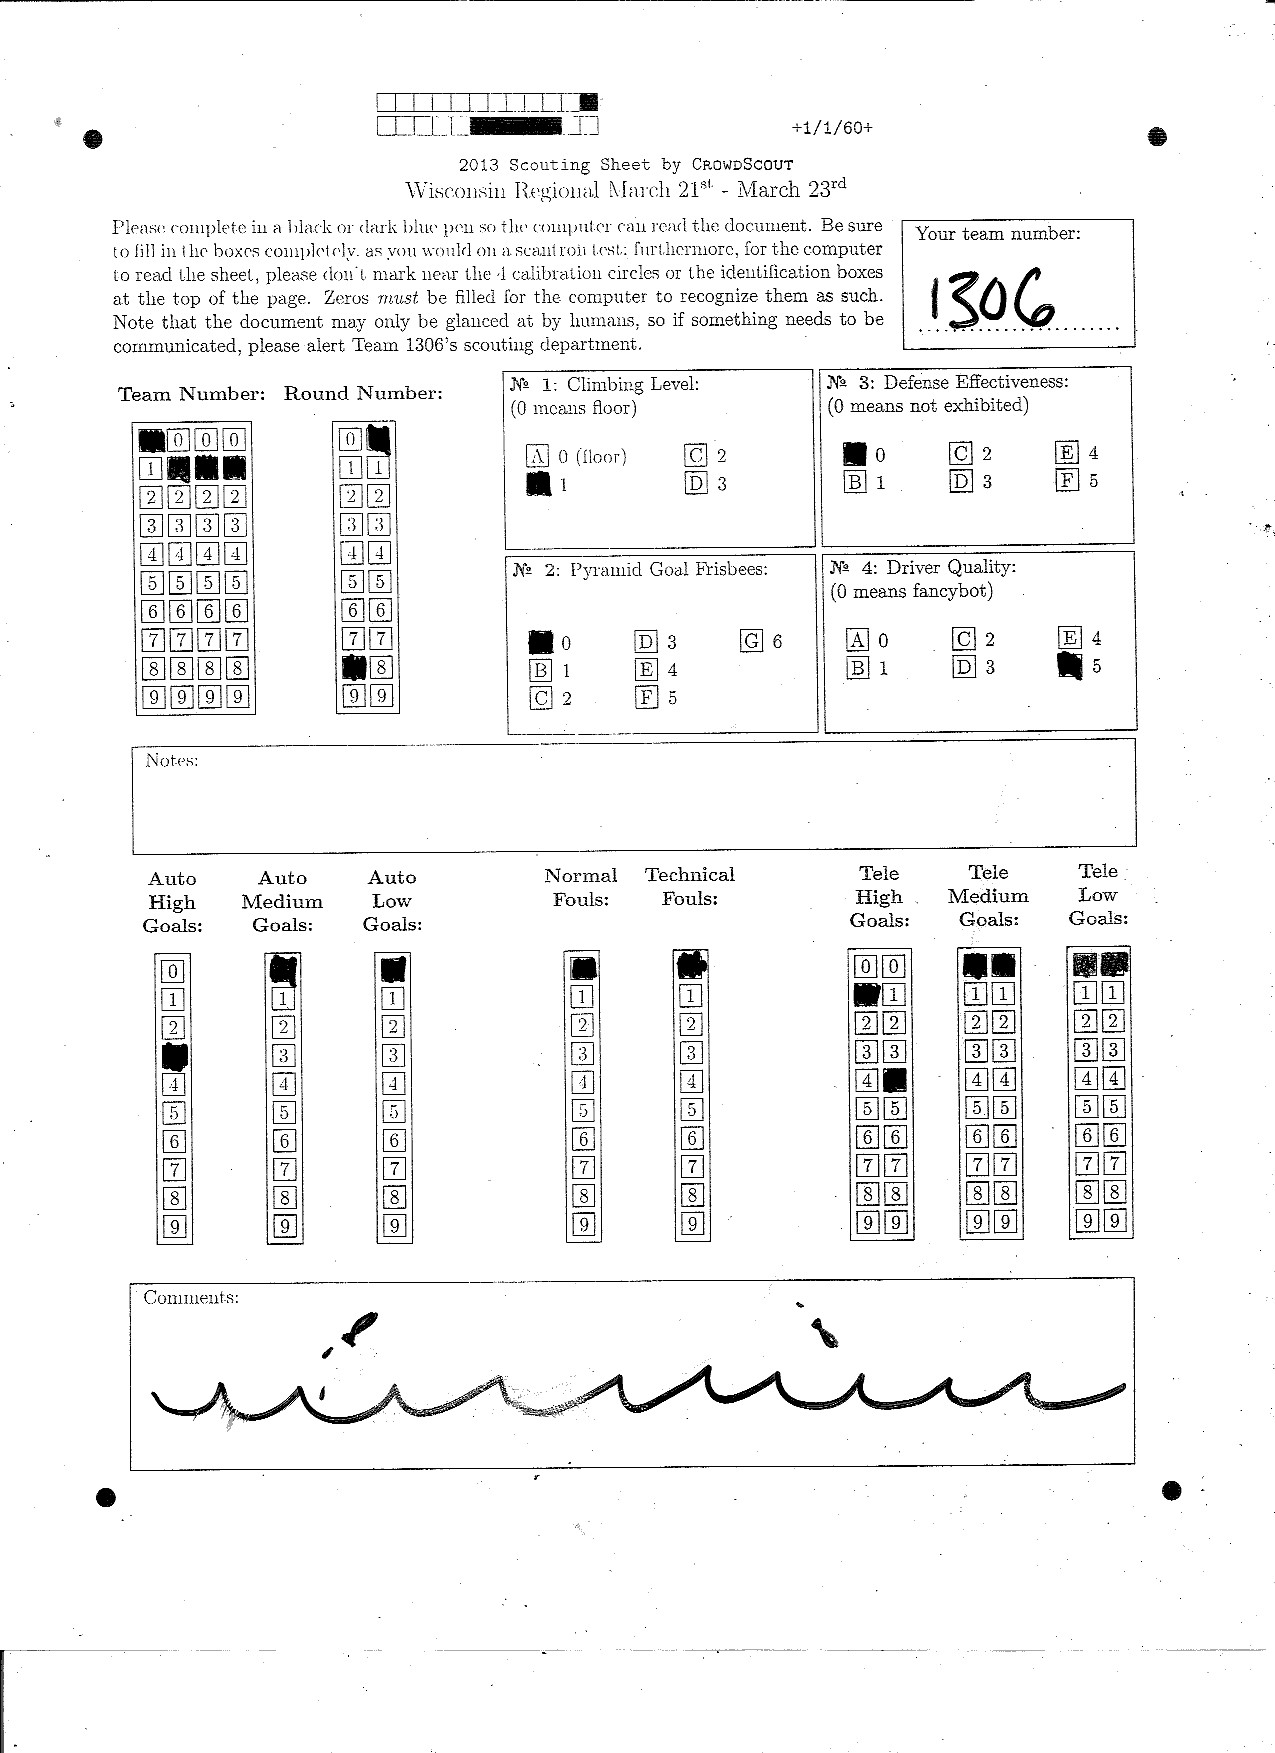 +1/1/60+
2013 Scouting Sheet by CROWDSCOUT
Wisconsin Regional March 21st - March 23rd
Please complete in a black or dark blue pen so the computer can read the document. Be sure
to fill in the boxes completely, as you would on a scantron test; furthermore, for the computer
to read the sheet, please don't mark near the 4 calibration circles or the identification boxes
at the top of the page. Zeros must be filled for the computer to recognize them as such.
Note that the document may only be glanced at by humans, so if something needs to be
communicated, please alert Team 1306's scouting department.
Your team number:
1306
Team Number: Round Number:
0 0 0 0
1 1 1
2 2 2 2 2 2
3 3 3 3 3 3
4 4 4 4 4 4
5 5 5 5 5 5
6 6 6 6 6 6
7 7 7 7 7 7
8 8 8 8 8
9 9 9 9 9 9
№ 1: Climbing Level:
(0 means floor)
A 0 (floor) C 2
1 D 3
№ 3: Defense Effectiveness:
(0 means not exhibited)
0 C 2 E 4
B 1 D 3 F 5
№ 2: Pyramid Goal Frisbees:
0 D 3 G 6
B 1 E 4
C 2 F 5
№ 4: Driver Quality:
(0 means fancybot)
A 0 C 2 E 4
B 1 D 3 5
Notes:
Auto High Goals: Auto Medium Goals: Auto Low Goals: Normal Fouls: Technical Fouls: Tele High Goals: Tele Medium Goals: Tele Low Goals:
0 0 0
1 1 1 1 1 1 1 1 1 1
2 2 2 2 2 2 2 2 2 2 2
3 3 3 3 3 3 3 3 3 3
4 4 4 4 4 4 4 4 4 4
5 5 5 5 5 5 5 5 5 5 5
6 6 6 6 6 6 6 6 6 6 6
7 7 7 7 7 7 7 7 7 7 7
8 8 8 8 8 8 8 8 8 8 8
9 9 9 9 9 9 9 9 9 9 9
Comments: